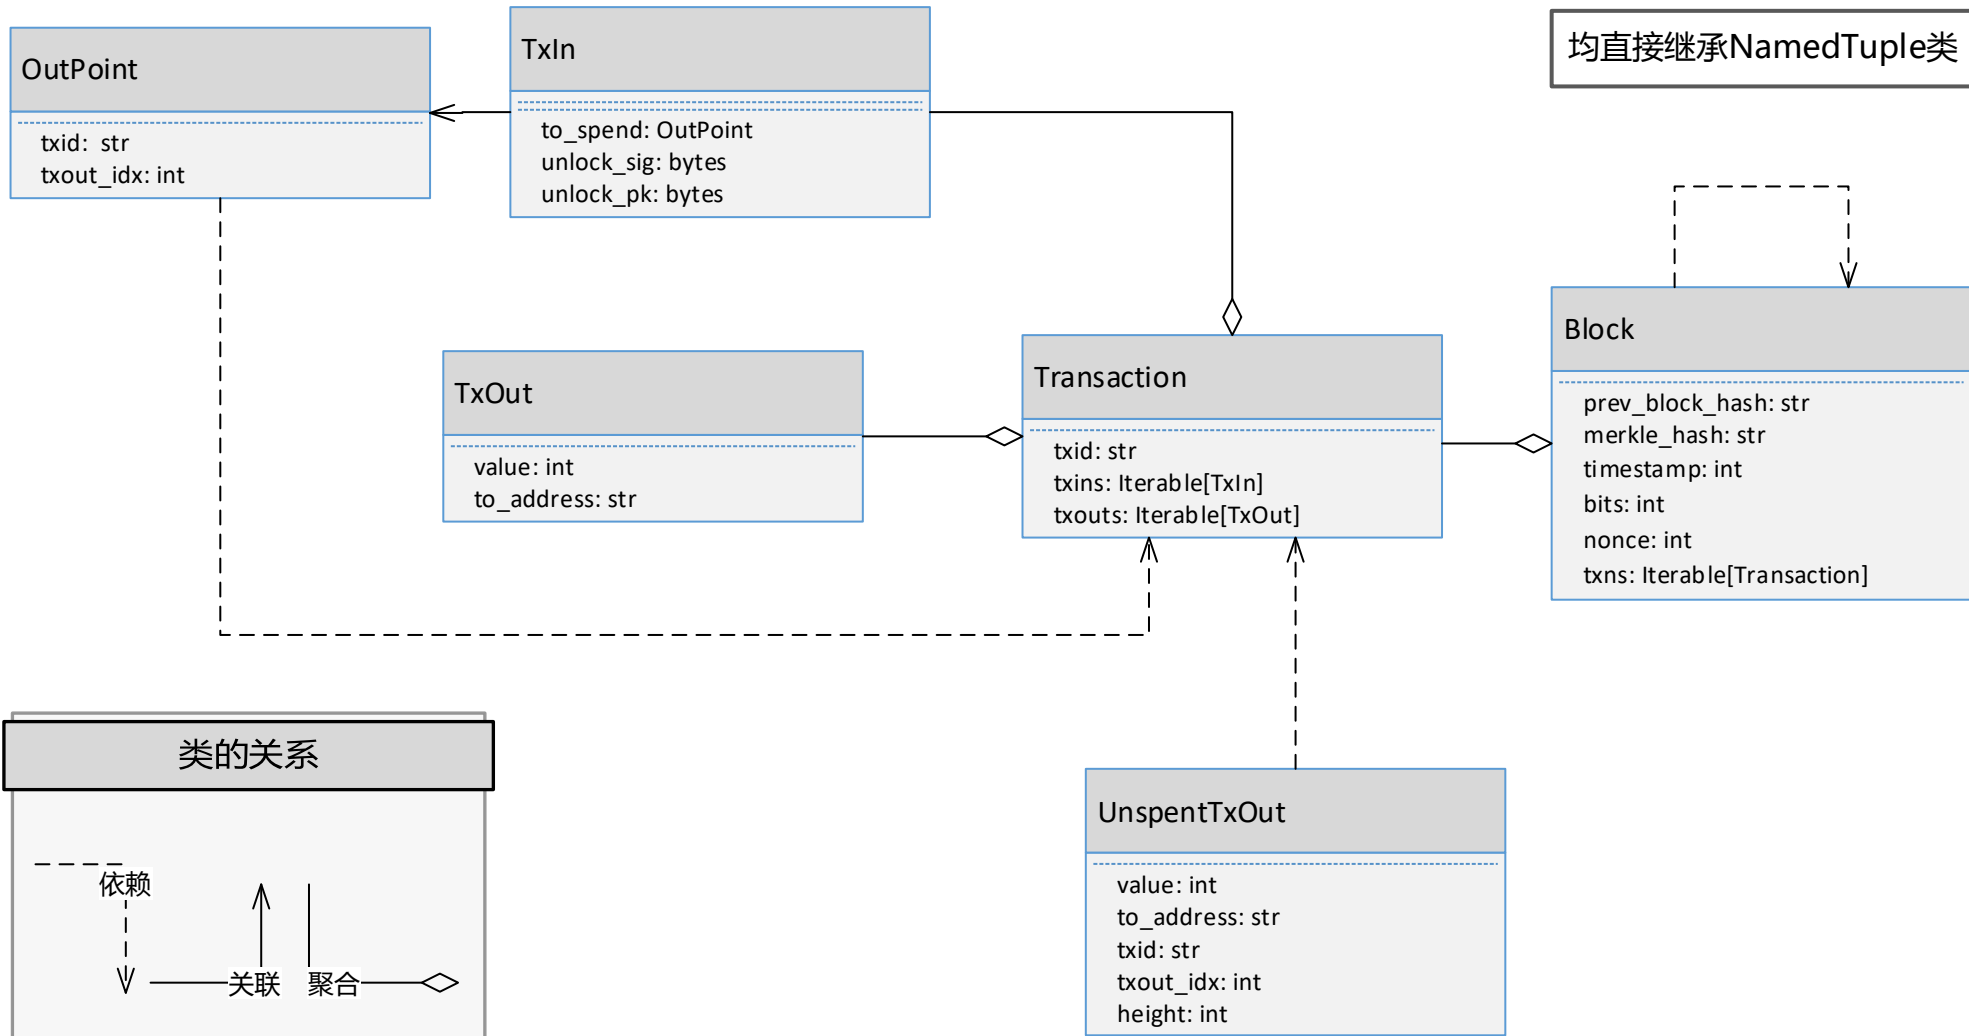 OutPoint
txid: str
txout_idx: int
TxIn
to_spend: OutPoint
unlock_sig: bytes
unlock_pk: bytes
均直接继承NamedTuple类
TxOut
value: int
to_address: str
Transaction
txid: str
txins: Iterable[TxIn]
txouts: Iterable[TxOut]
Block
prev_block_hash: str
merkle_hash: str
timestamp: int
bits: int
nonce: int
txns: Iterable[Transaction]
类的关系
依赖
关联
聚合
UnspentTxOut
value: int
to_address: str
txid: str
txout_idx: int
height: int